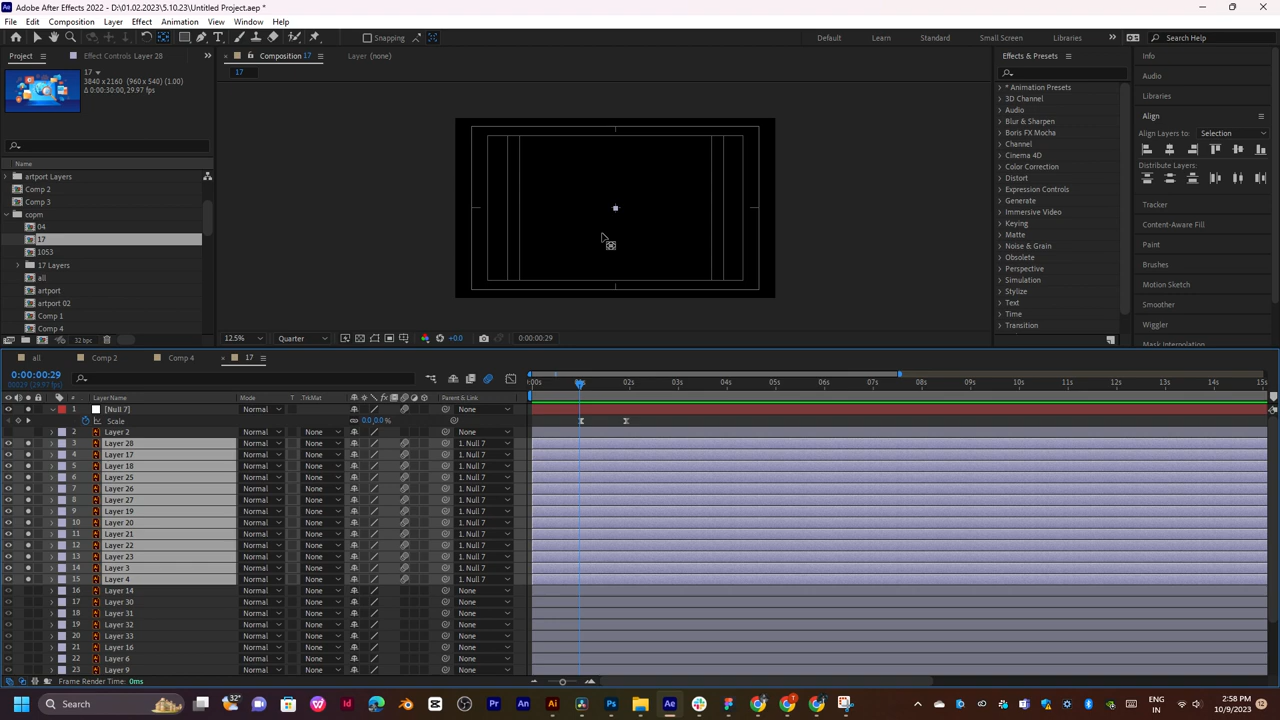 Adobe After Effects 2022 - D:\01.02.2023\5.10.23\Untitled Project.aep *
File Edit Composition Layer Effect Animation View Window Help
Snapping Default Learn Standard Small Screen Libraries Search Help
Project Effect Controls Layer 28
Composition 17 Layer (none)
17
17
3840 x 2160 (960 x 540) (1.00)
Δ 0:00:30:00, 29.97 fps
Name
artport Layers
Comp 2
Comp 3
copm
04
17
1053
17 Layers
all
artport
artport 02
Comp 1
Comp 4
32 bpc
12.5% Quarter +0.0 0:00:00:29
Effects & Presets
* Animation Presets
3D Channel
Audio
Blur & Sharpen
Boris FX Mocha
Channel
Cinema 4D
Color Correction
Distort
Expression Controls
Generate
Immersive Video
Keying
Matte
Noise & Grain
Obsolete
Perspective
Simulation
Stylize
Text
Time
Transition
Info
Audio
Libraries
Align
Align Layers to: Selection
Distribute Layers:
Tracker
Content-Aware Fill
Paint
Brushes
Motion Sketch
Smoother
Wiggler
Mask Interpolation
all Comp 2 Comp 4 17
0:00:00:29
00029 (29.97 fps)
:00s 01s 02s 03s 04s 05s 06s 07s 08s 09s 10s 11s 12s 13s 14s 15s
# Layer Name Mode T .TrkMat Parent & Link
1 [Null 7] Normal None
Scale 0.0,0.0 %
2 Layer 2 Normal None None
3 Layer 28 Normal None 1. Null 7
4 Layer 17 Normal None 1. Null 7
5 Layer 18 Normal None 1. Null 7
6 Layer 25 Normal None 1. Null 7
7 Layer 26 Normal None 1. Null 7
8 Layer 27 Normal None 1. Null 7
9 Layer 19 Normal None 1. Null 7
10 Layer 20 Normal None 1. Null 7
11 Layer 21 Normal None 1. Null 7
12 Layer 22 Normal None 1. Null 7
13 Layer 23 Normal None 1. Null 7
14 Layer 3 Normal None 1. Null 7
15 Layer 4 Normal None 1. Null 7
16 Layer 14 Normal None None
17 Layer 30 Normal None None
18 Layer 31 Normal None None
19 Layer 32 Normal None None
20 Layer 33 Normal None None
21 Layer 16 Normal None None
22 Layer 6 Normal None None
23 Layer 9 Normal None None
Frame Render Time: 0ms
Search 32° ENG IN 2:58 PM 10/9/2023